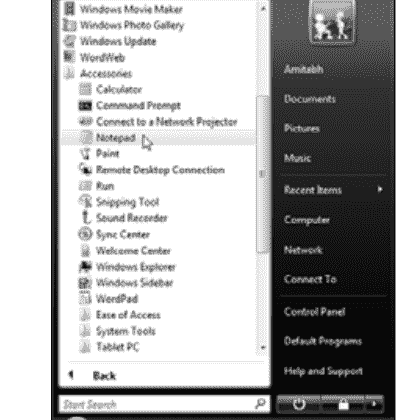 Windows Movie Maker
Windows Photo Gallery
Windows Update
WordWeb
Accessories
Calculator
Command Prompt
Connect to a Network Projector
Notepad
Paint
Remote Desktop Connection
Run
Snipping Tool
Sound Recorder
Sync Center
Welcome Center
Windows Explorer
Windows Sidebar
WordPad
Ease of Access
System Tools
Tablet PC
Back
Start Search
Amitabh
Documents
Pictures
Music
Recent Items
Computer
Network
Connect To
Control Panel
Default Programs
Help and Support